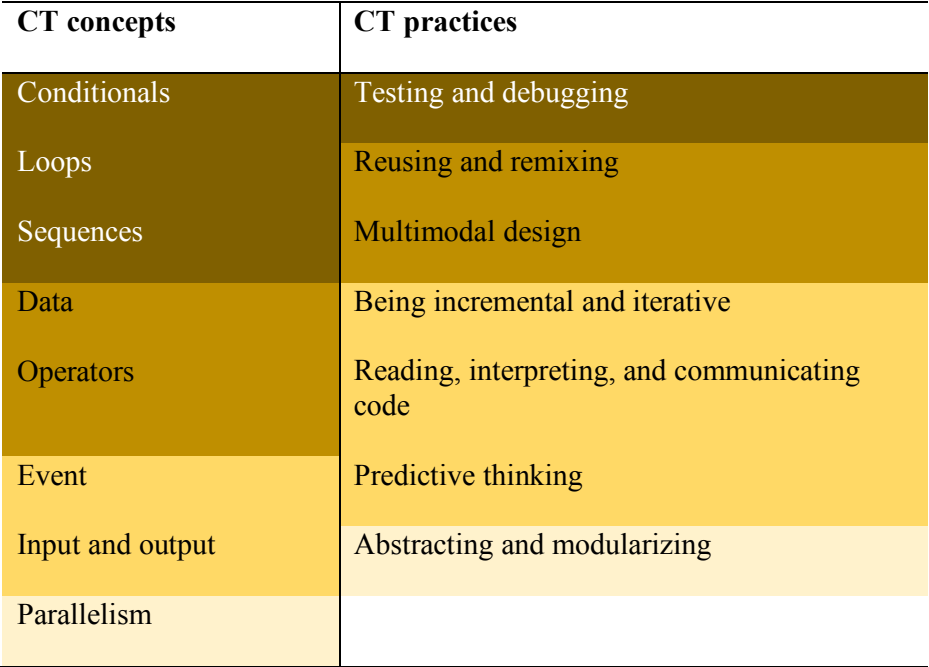 CT concepts CT practices
Conditionals Testing and debugging
Loops Reusing and remixing
Sequences Multimodal design
Data Being incremental and iterative
Operators Reading, interpreting, and communicating
code
Event Predictive thinking
Input and output Abstracting and modularizing
Parallelism